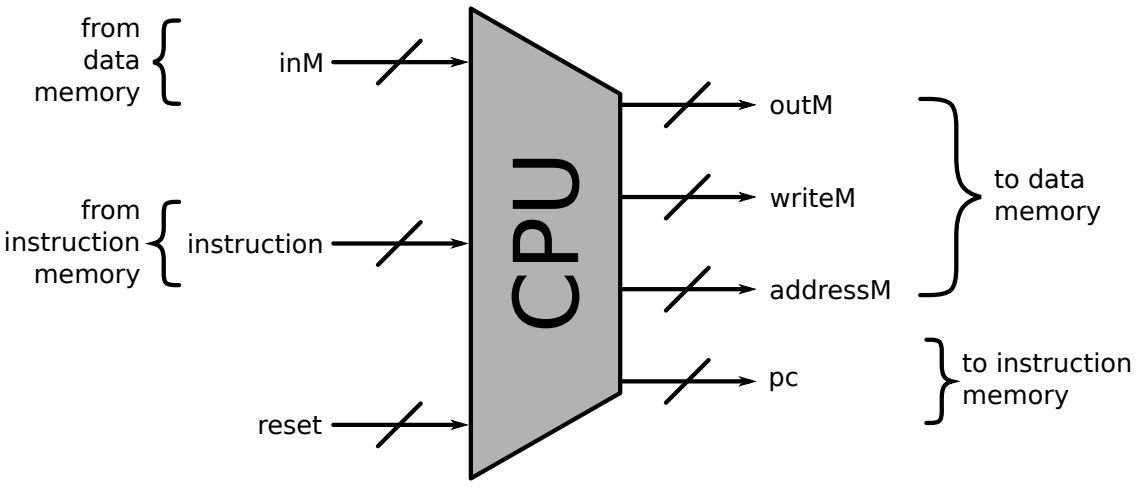 from
data
memory
inM
from
instruction
memory
instruction
reset
CPU
outM
writeM
addressM
pc
to data
memory
to instruction
memory